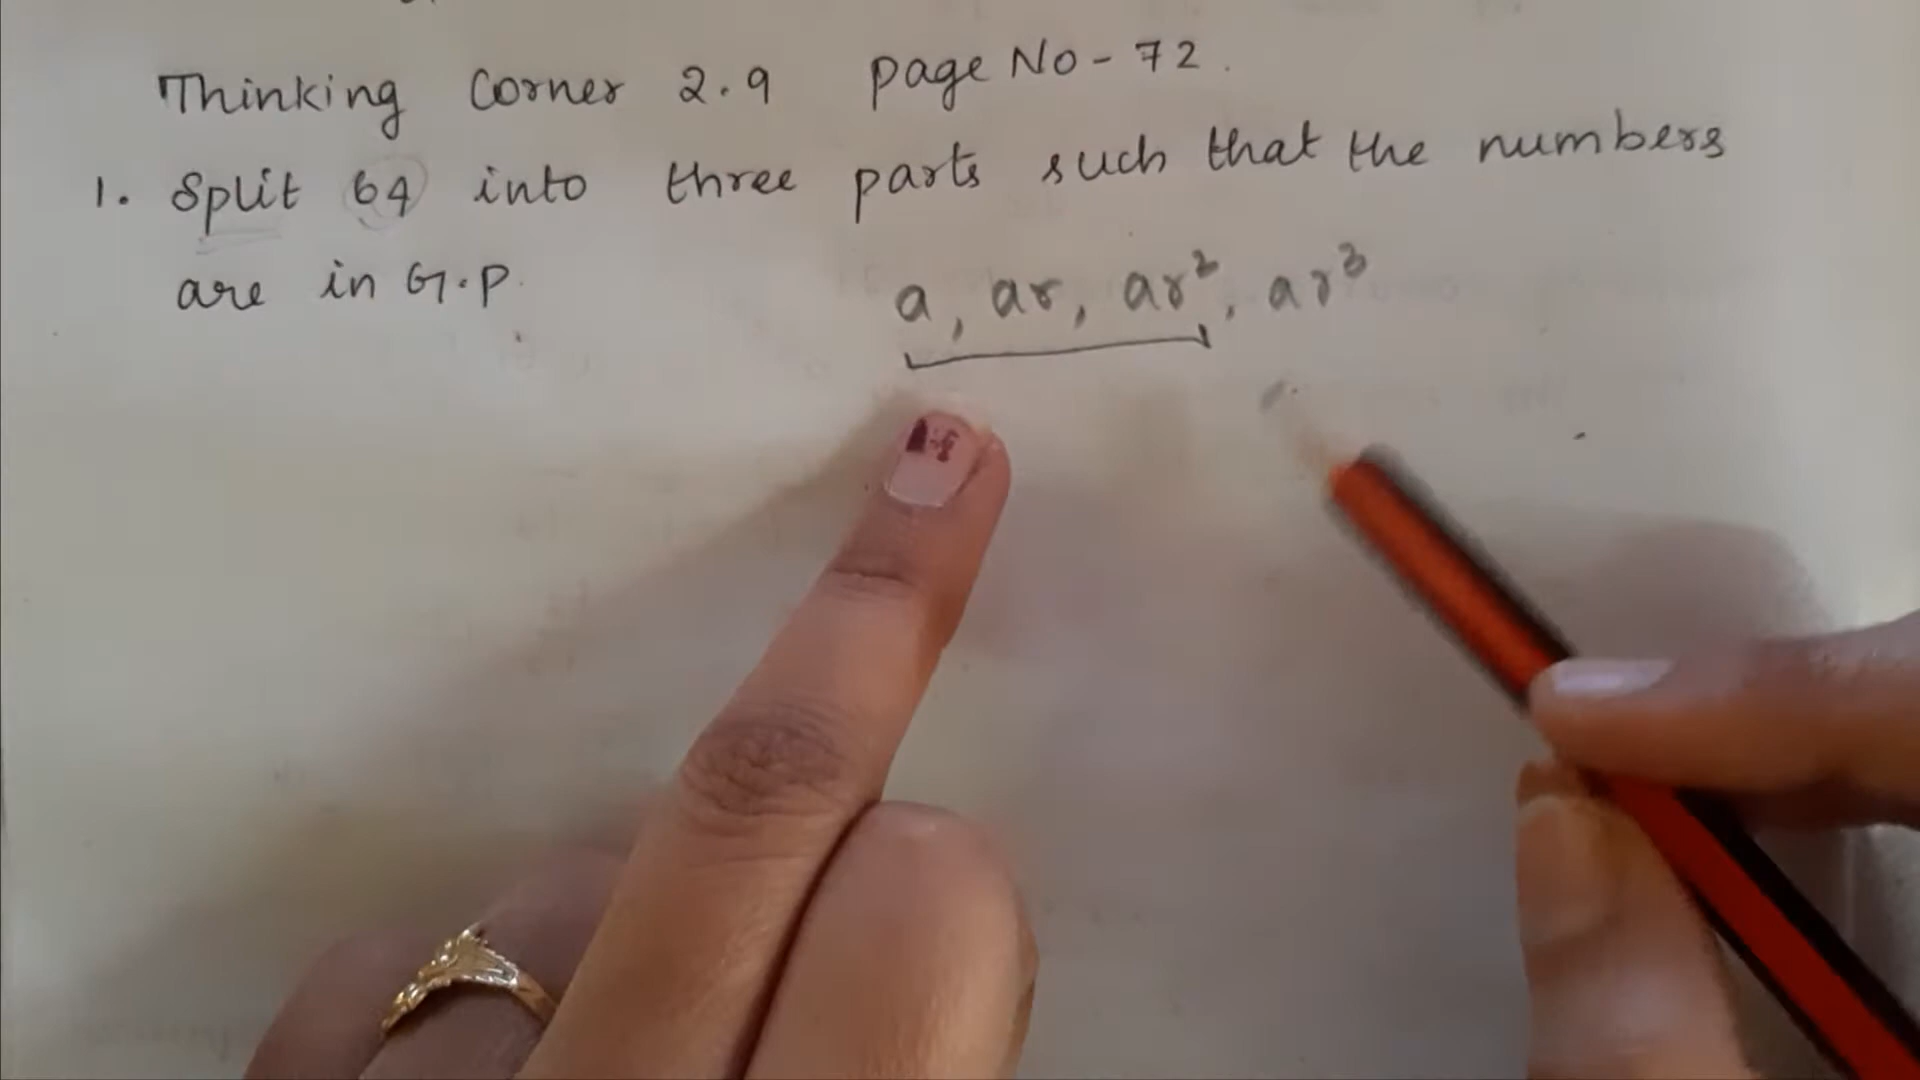 Thinking Corner 2.9 page No - 72.
1. Split 64 into three parts such that the numbers
are in G.P.
a, ar, ar², ar³